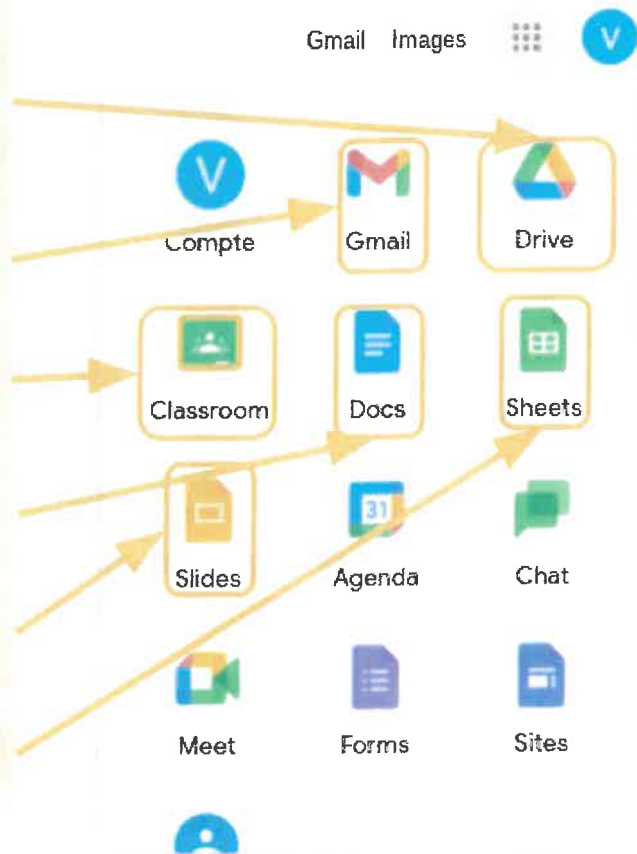 Gmail Images V
V
Compte Gmail Drive
Classroom Docs Sheets
31
Slides Agenda Chat
Meet Forms Sites